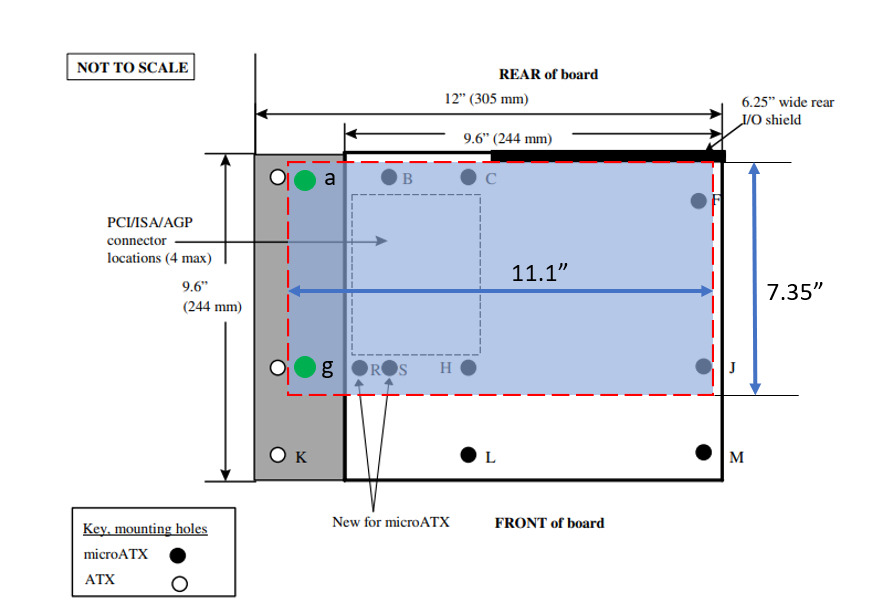 NOT TO SCALE
REAR of board
12” (305 mm)
6.25” wide rear
I/O shield
9.6” (244 mm)
a
B
C
F
PCI/ISA/AGP
connector
locations (4 max)
11.1”
9.6”
(244 mm)
7.35”
g
R
S
H
J
K
L
M
New for microATX
FRONT of board
Key, mounting holes
microATX
ATX